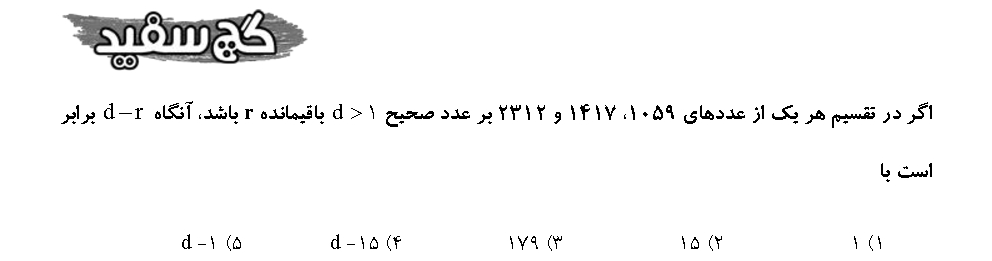 گچ سفید
اگر در تقسیم هر یک از عددهای ۱۰۵۹، ۱۴۱۷ و ۲۳۱۲ بر عدد صحیح d > ۱ باقیمانده r باشد، آنگاه d – r برابر
است با
۱) ۱ ۲) ۱۵ ۳) ۱۷۹ ۴) d – ۱۵ ۵) d – ۱